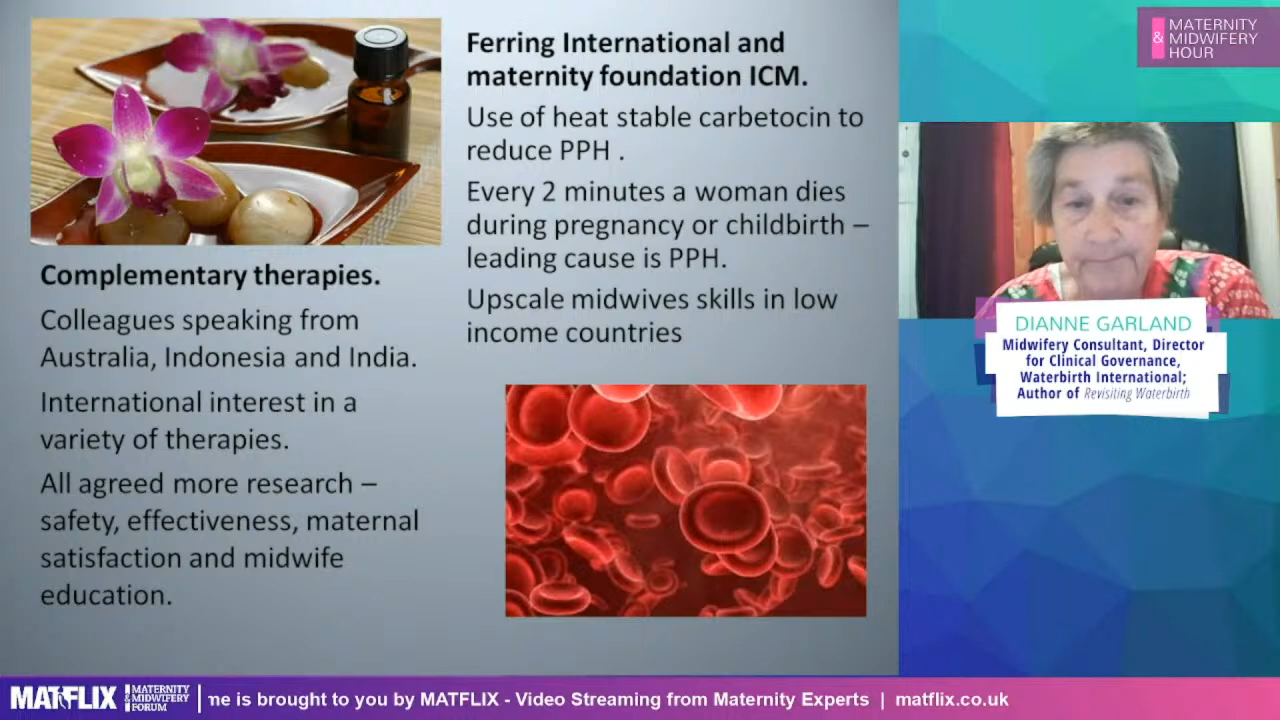 Complementary therapies.
Colleagues speaking from
Australia, Indonesia and India.
International interest in a
variety of therapies.
All agreed more research –
safety, effectiveness, maternal
satisfaction and midwife
education.
Ferring International and
maternity foundation ICM.
Use of heat stable carbetocin to
reduce PPH .
Every 2 minutes a woman dies
during pregnancy or childbirth –
leading cause is PPH.
Upscale midwives skills in low
income countries
MATERNITY
& MIDWIFERY
HOUR
DIANNE GARLAND
Midwifery Consultant, Director
for Clinical Governance,
Waterbirth International;
Author of Revisiting Waterbirth
MATFLIX
MATERNITY
& MIDWIFERY
FORUM
me is brought to you by MATFLIX - Video Streaming from Maternity Experts | matflix.co.uk